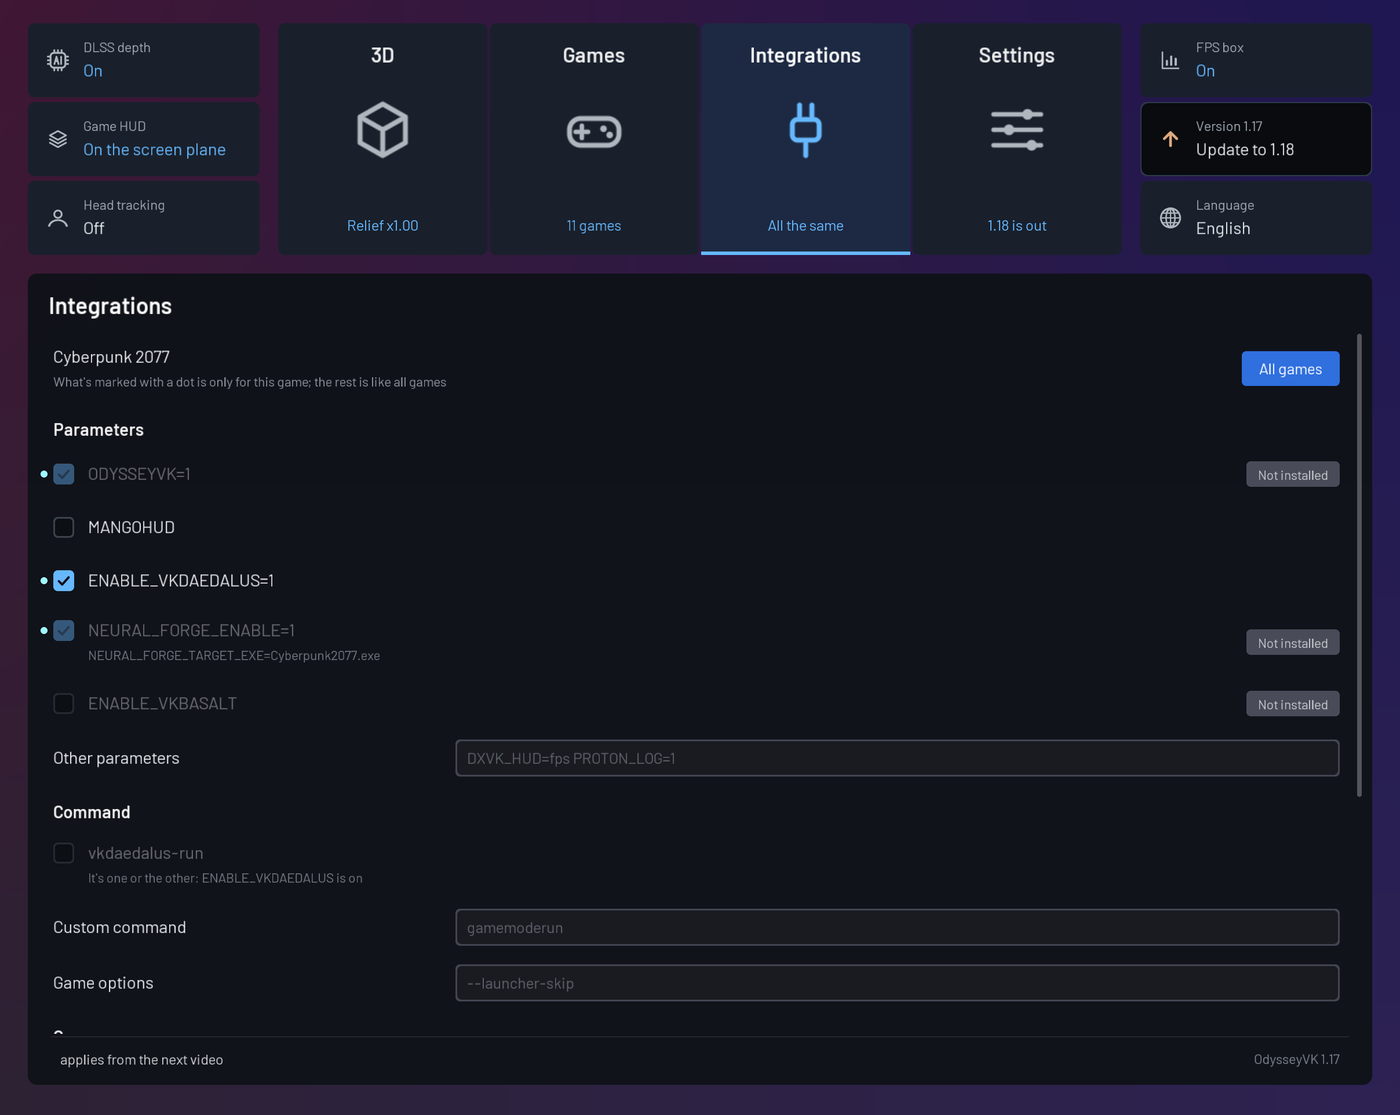 DLSS depth
On
Game HUD
On the screen plane
Head tracking
Off
3D
Relief x1.00
Games
11 games
Integrations
All the same
Settings
1.18 is out
FPS box
On
Version 1.17
Update to 1.18
Language
English
AI
Integrations
Cyberpunk 2077
What's marked with a dot is only for this game; the rest is like all games
All games
Parameters
ODYSSEYVK=1
Not installed
MANGOHUD
ENABLE_VKDAEDALUS=1
NEURAL_FORGE_ENABLE=1
NEURAL_FORGE_TARGET_EXE=Cyberpunk2077.exe
Not installed
ENABLE_VKBASALT
Not installed
Other parameters
DXVK_HUD=fps PROTON_LOG=1
Command
vkdaedalus-run
It's one or the other: ENABLE_VKDAEDALUS is on
Custom command
gamemoderun
Game options
--launcher-skip
applies from the next video
OdysseyVK 1.17